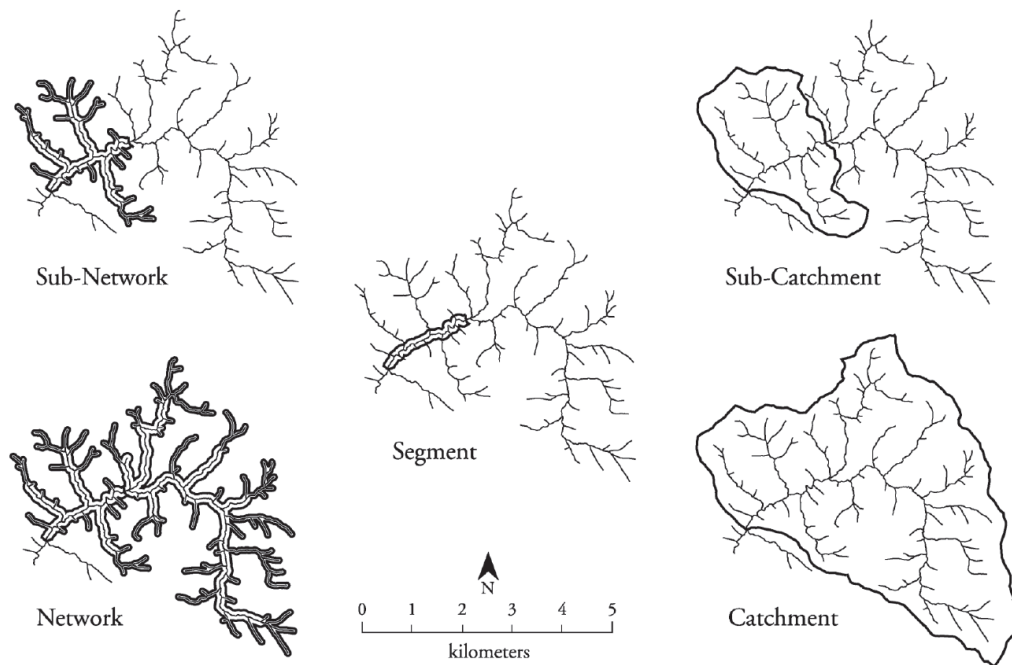 Sub-Network
Sub-Catchment
Segment
Network
N
0 1 2 3 4 5
kilometers
Catchment